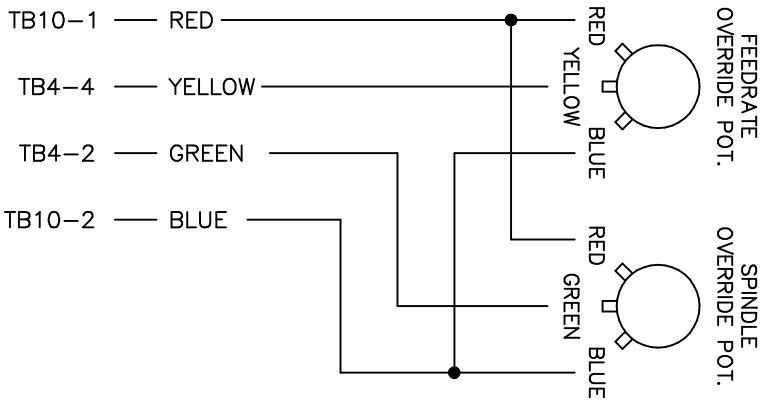 TB10-1 RED
TB4-4 YELLOW
TB4-2 GREEN
TB10-2 BLUE
RED
YELLOW
BLUE
FEEDRATE
OVERRIDE POT.
RED
GREEN
BLUE
SPINDLE
OVERRIDE POT.